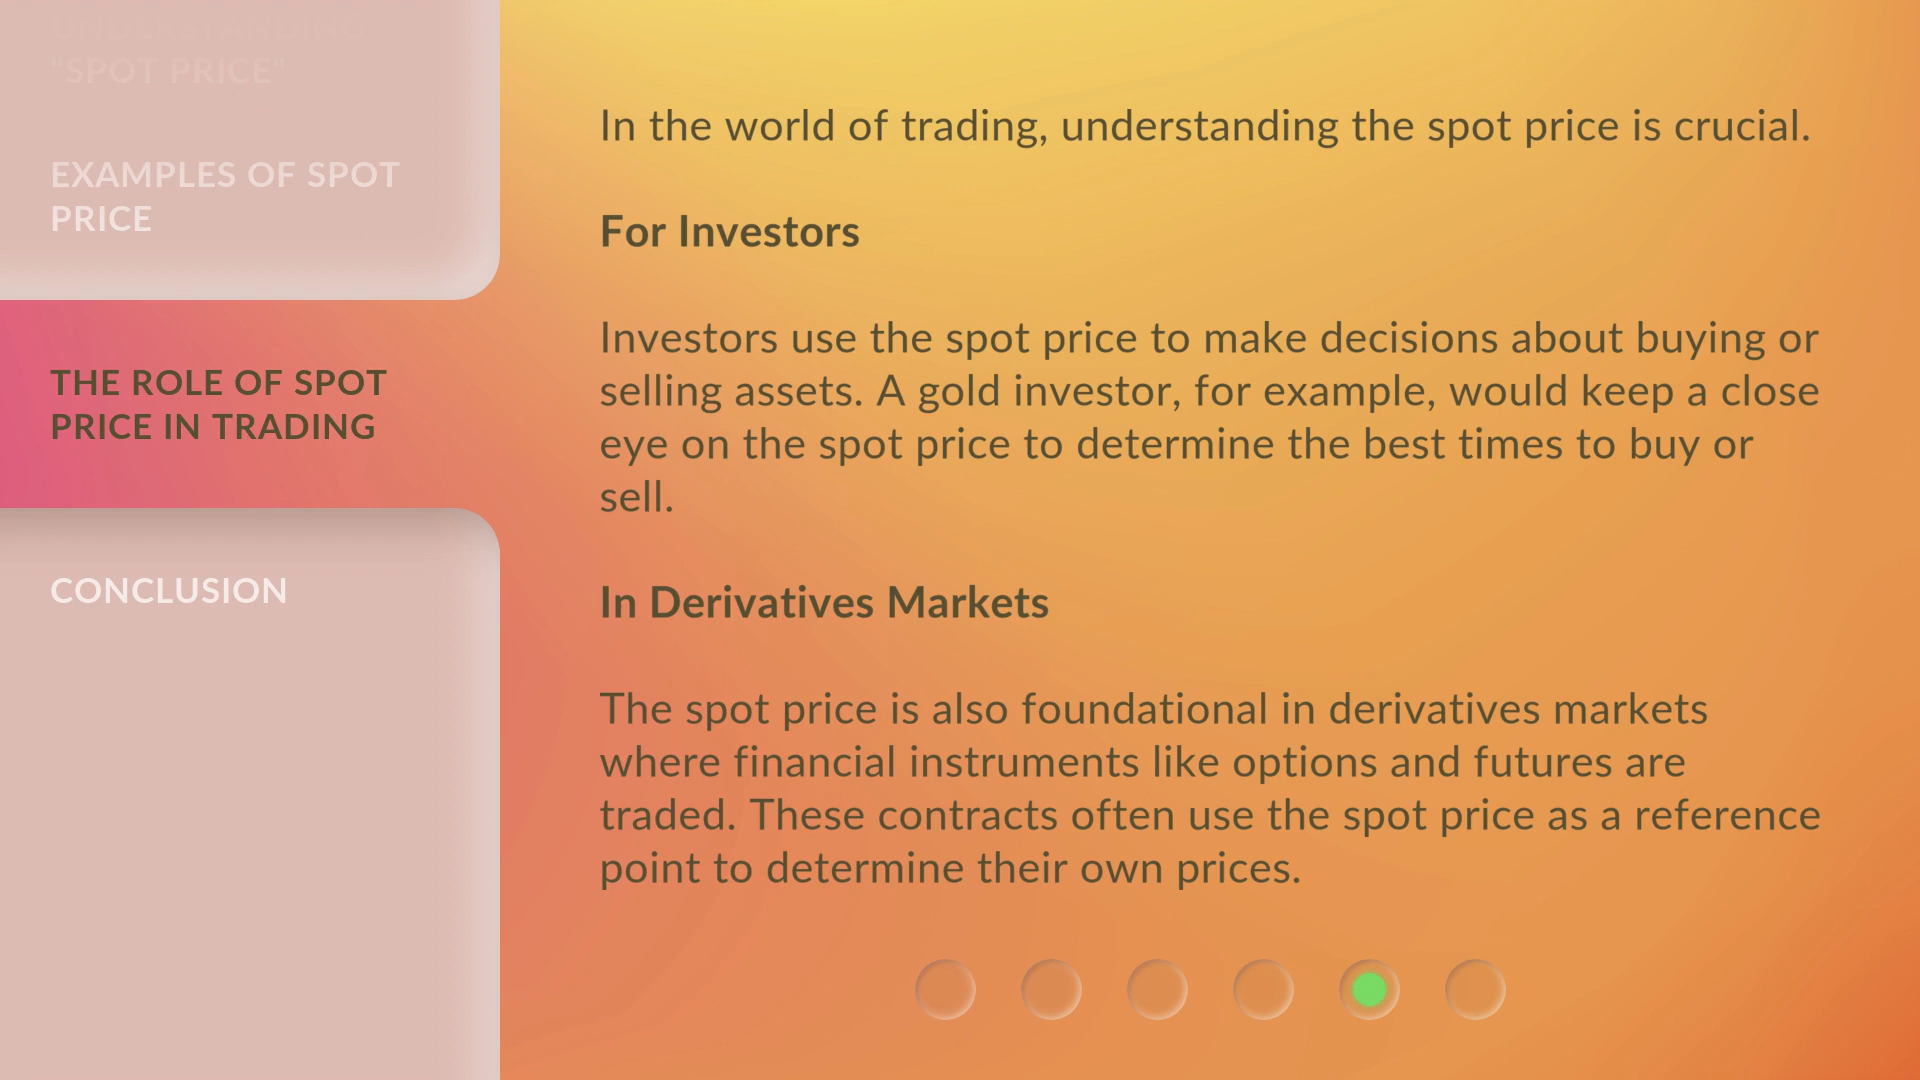 UNDERSTANDING
"SPOT PRICE"
EXAMPLES OF SPOT
PRICE
THE ROLE OF SPOT
PRICE IN TRADING
CONCLUSION
In the world of trading, understanding the spot price is crucial.
For Investors
Investors use the spot price to make decisions about buying or
selling assets. A gold investor, for example, would keep a close
eye on the spot price to determine the best times to buy or
sell.
In Derivatives Markets
The spot price is also foundational in derivatives markets
where financial instruments like options and futures are
traded. These contracts often use the spot price as a reference
point to determine their own prices.